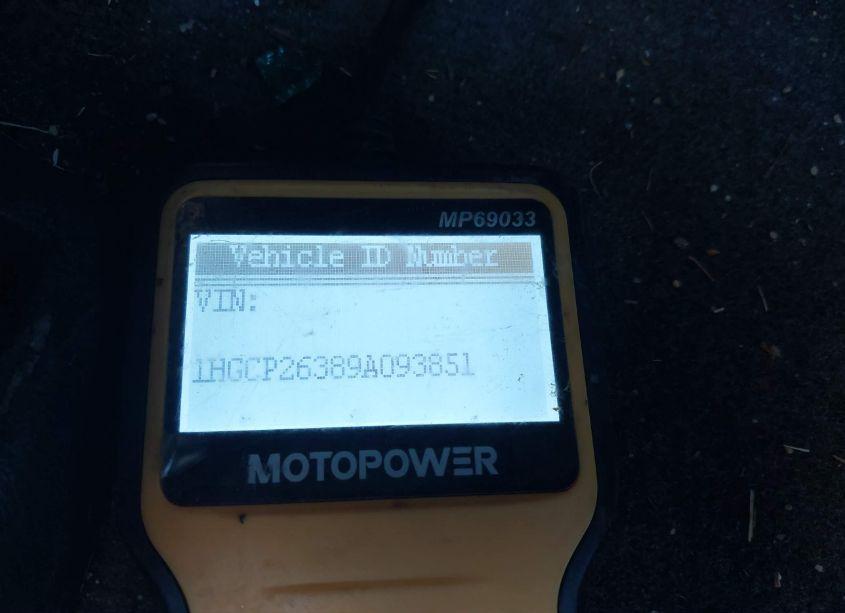 MP69033
Vehicle ID Number
VIN:
1HGCP26389A093851
MOTOPOWER